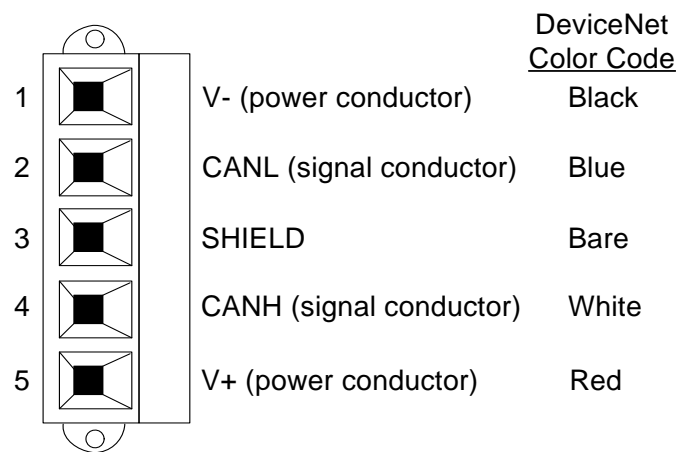 DeviceNet
Color Code
1 V- (power conductor) Black
2 CANL (signal conductor) Blue
3 SHIELD Bare
4 CANH (signal conductor) White
5 V+ (power conductor) Red